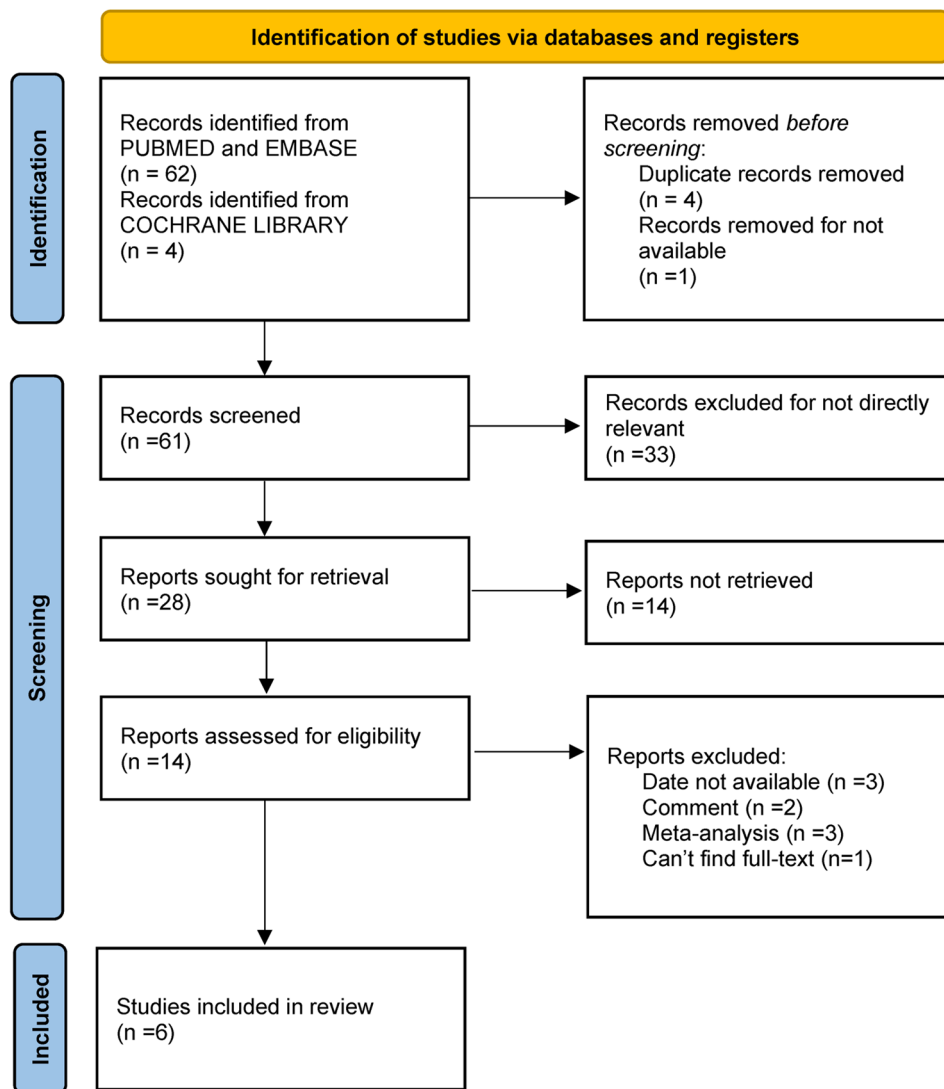 Identification of studies via databases and registers
Identification
Records identified from
PUBMED and EMBASE
(n = 62)
Records identified from
COCHRANE LIBRARY
(n = 4)
Records removed before
screening:
Duplicate records removed
(n = 4)
Records removed for not
available
(n =1)
Screening
Records screened
(n =61)
Records excluded for not directly
relevant
(n =33)
Reports sought for retrieval
(n =28)
Reports not retrieved
(n =14)
Reports assessed for eligibility
(n =14)
Reports excluded:
Date not available (n =3)
Comment (n =2)
Meta-analysis (n =3)
Can’t find full-text (n=1)
Included
Studies included in review
(n =6)